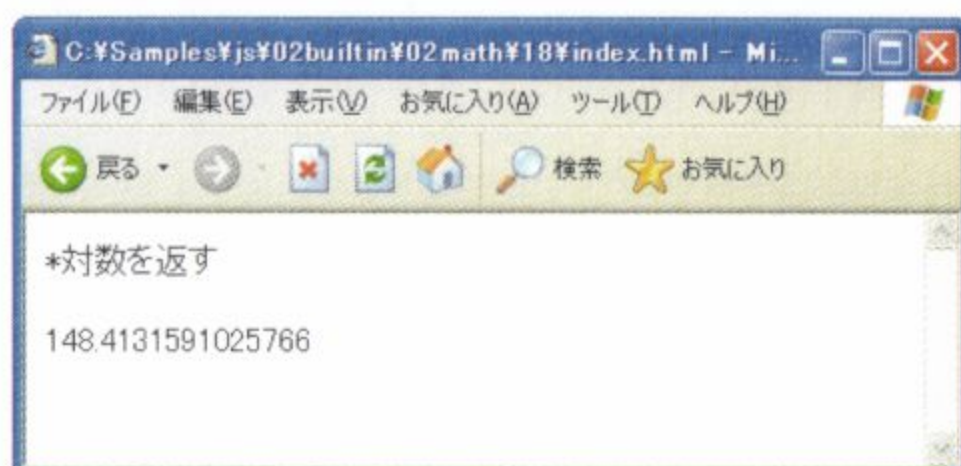 C:¥Samples¥js¥02builtin¥02math¥18¥index.html - Mi...
ファイル(F) 編集(E) 表示(V) お気に入り(A) ツール(T) ヘルプ(H)
戻る 検索 お気に入り
*対数を返す
148.4131591025766